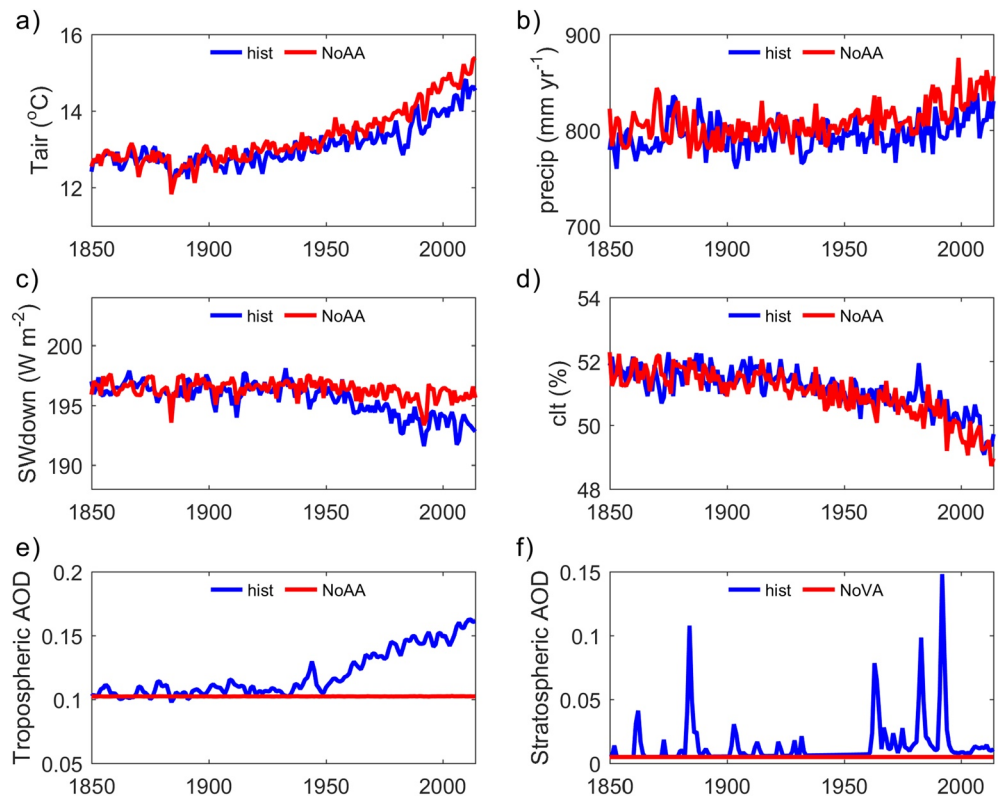 a)
16
14
12
Tair (°C)
hist NoAA
1850 1900 1950 2000
b)
900
800
700
precip (mm yr-1)
hist NoAA
1850 1900 1950 2000
c)
200
195
190
SWdown (W m-2)
hist NoAA
1850 1900 1950 2000
d)
54
52
50
48
clt (%)
hist NoAA
1850 1900 1950 2000
e)
0.2
0.15
0.1
0.05
Tropospheric AOD
hist NoAA
1850 1900 1950 2000
f)
0.15
0.1
0.05
0
Stratospheric AOD
hist NoVA
1850 1900 1950 2000